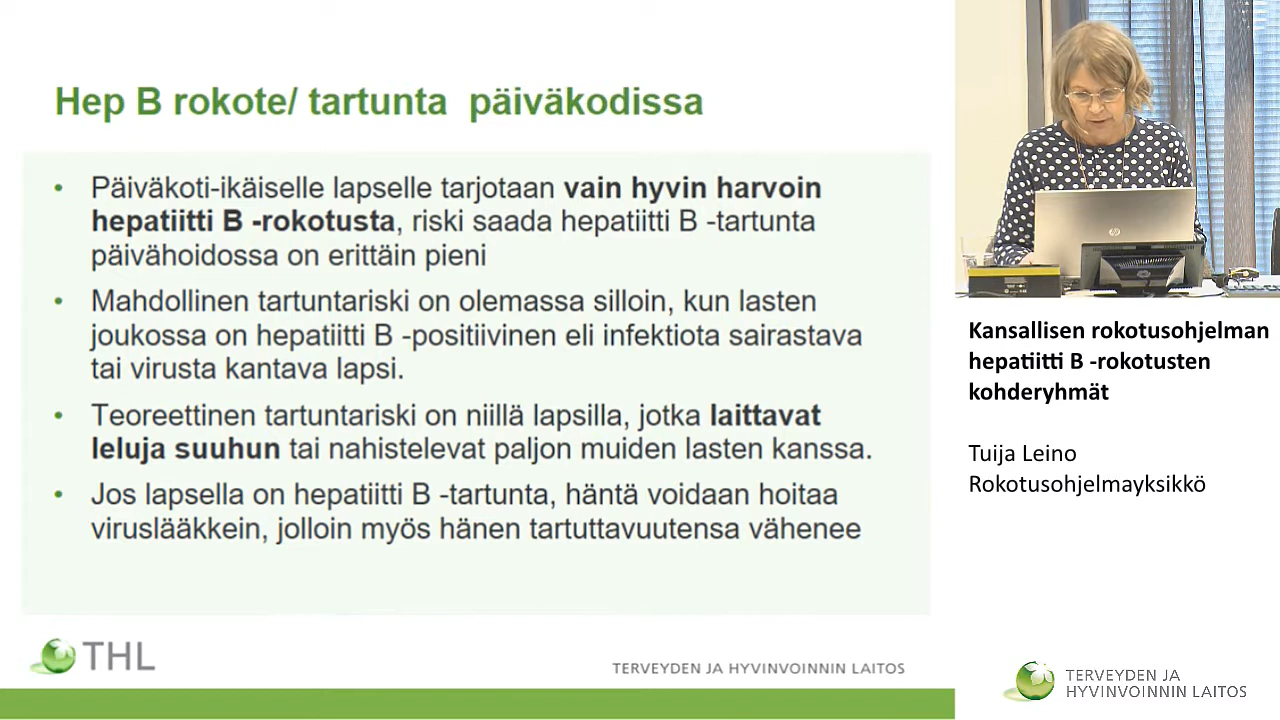 Hep B rokote/ tartunta päiväkodissa
• Päiväkoti-ikäiselle lapselle tarjotaan vain hyvin harvoin
hepatiitti B -rokotusta, riski saada hepatiitti B -tartunta
päivähoidossa on erittäin pieni
• Mahdollinen tartuntariski on olemassa silloin, kun lasten
joukossa on hepatiitti B -positiivinen eli infektiota sairastava
tai virusta kantava lapsi.
• Teoreettinen tartuntariski on niillä lapsilla, jotka laittavat
leluja suuhun tai nahistelevat paljon muiden lasten kanssa.
• Jos lapsella on hepatiitti B -tartunta, häntä voidaan hoitaa
viruslääkkein, jolloin myös hänen tartuttavuutensa vähenee
THL
TERVEYDEN JA HYVINVOINNIN LAITOS
hp
Kansallisen rokotusohjelman
hepatiitti B -rokotusten
kohderyhmät
Tuija Leino
Rokotusohjelmayksikkö
TERVEYDEN JA
HYVINVOINNIN LAITOS